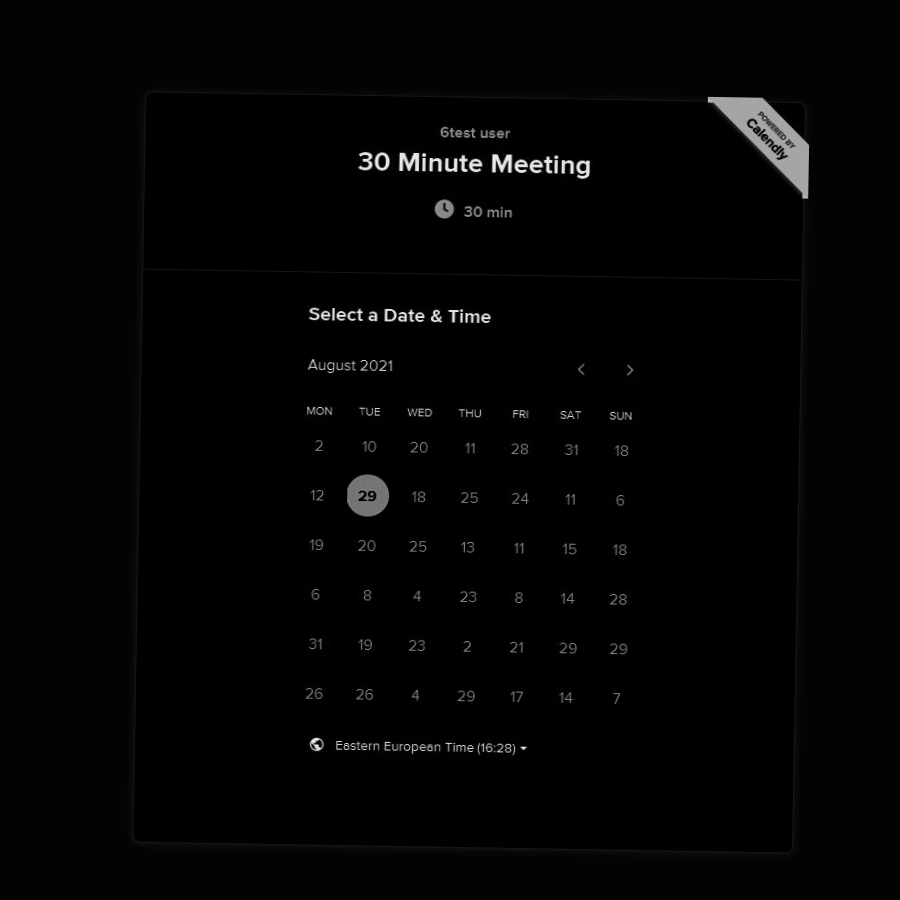 POWERED BY
Calendly
6test user
30 Minute Meeting
30 min
Select a Date & Time
August 2021
MON TUE WED THU FRI SAT SUN
2 10 20 11 28 31 18
12 29 18 25 24 11 6
19 20 25 13 11 15 18
6 8 4 23 8 14 28
31 19 23 2 21 29 29
26 26 4 29 17 14 7
Eastern European Time (16:28)